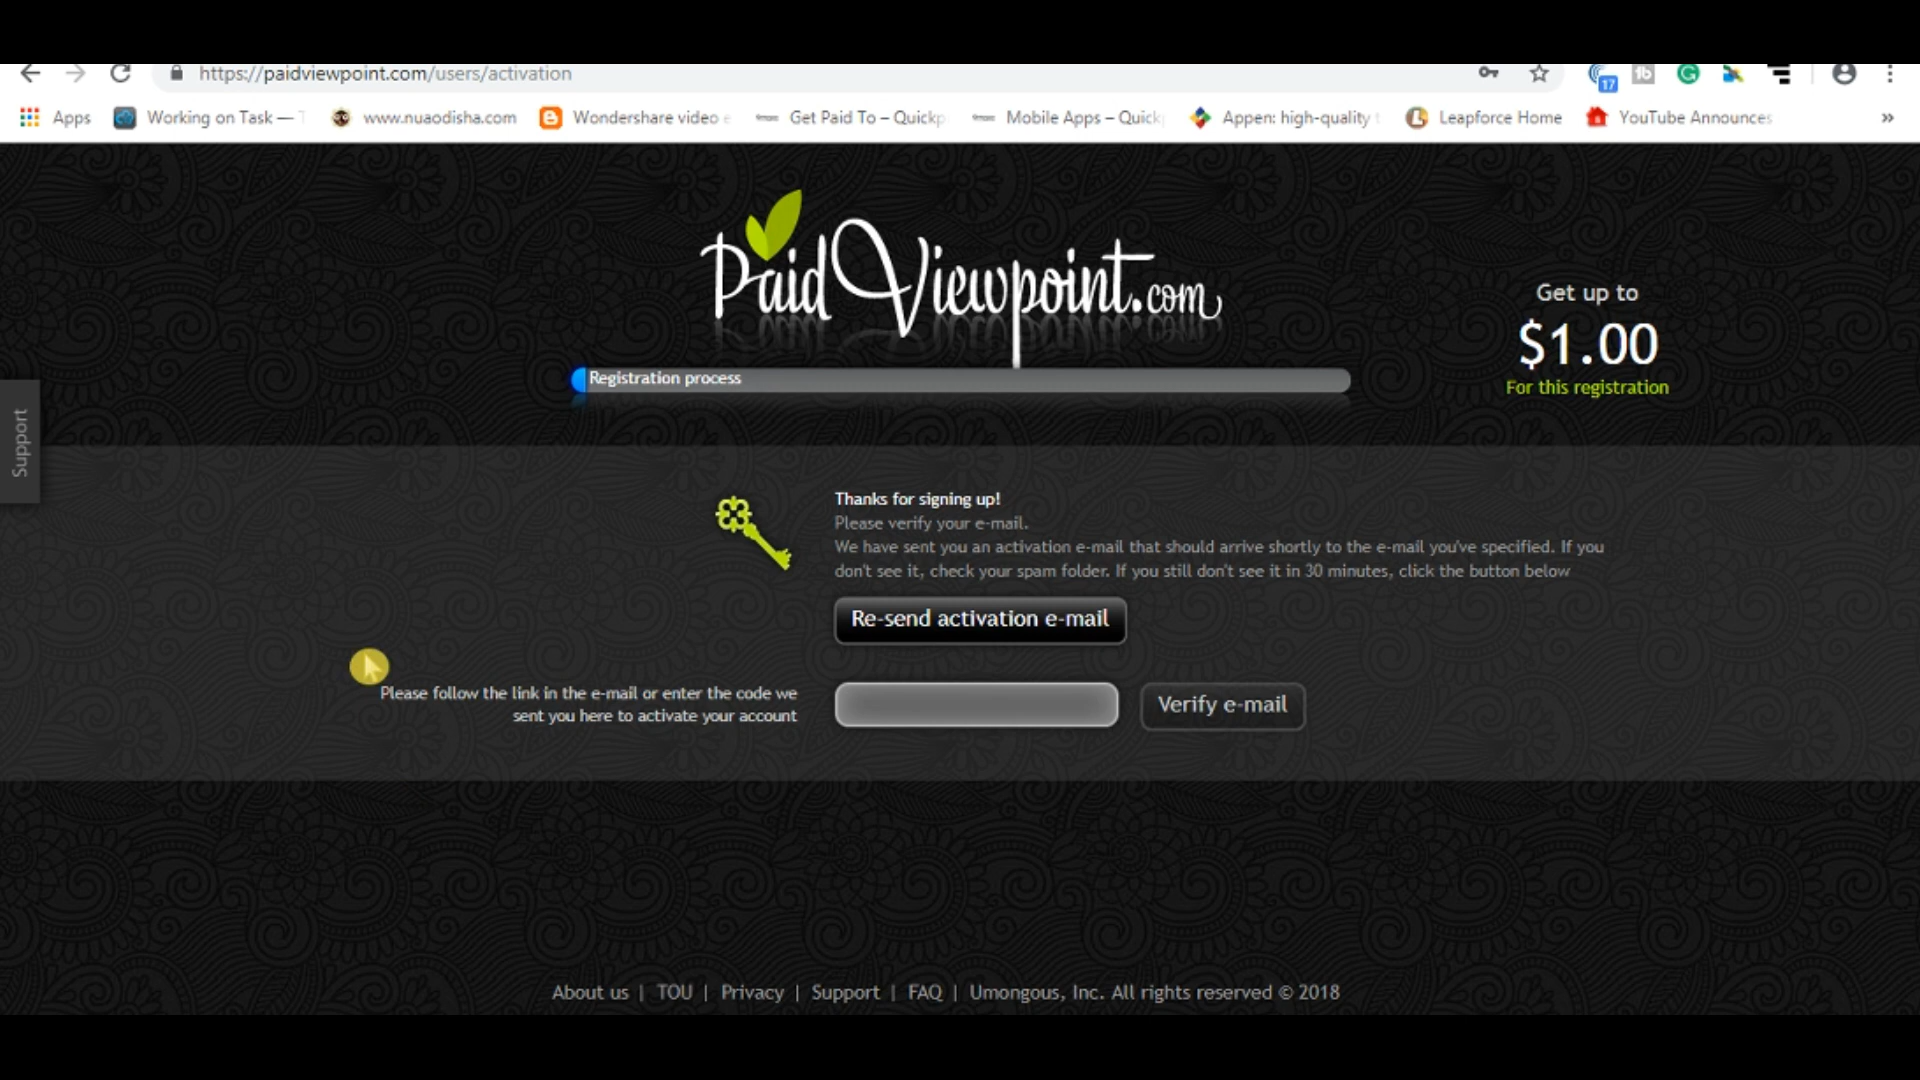 https://paidviewpoint.com/users/activation
17
Apps Working on Task — www.nuaodisha.com Wondershare video Get Paid To – Quickp Mobile Apps – Quick Appen: high-quality Leapforce Home YouTube Announces »
PaidViewpoint.com
Get up to
$1.00
For this registration
Registration process
Support
Thanks for signing up!
Please verify your e-mail.
We have sent you an activation e-mail that should arrive shortly to the e-mail you've specified. If you
don't see it, check your spam folder. If you still don't see it in 30 minutes, click the button below
Re-send activation e-mail
Please follow the link in the e-mail or enter the code we
sent you here to activate your account
Verify e-mail
About us | TOU | Privacy | Support | FAQ | Umongous, Inc. All rights reserved © 2018